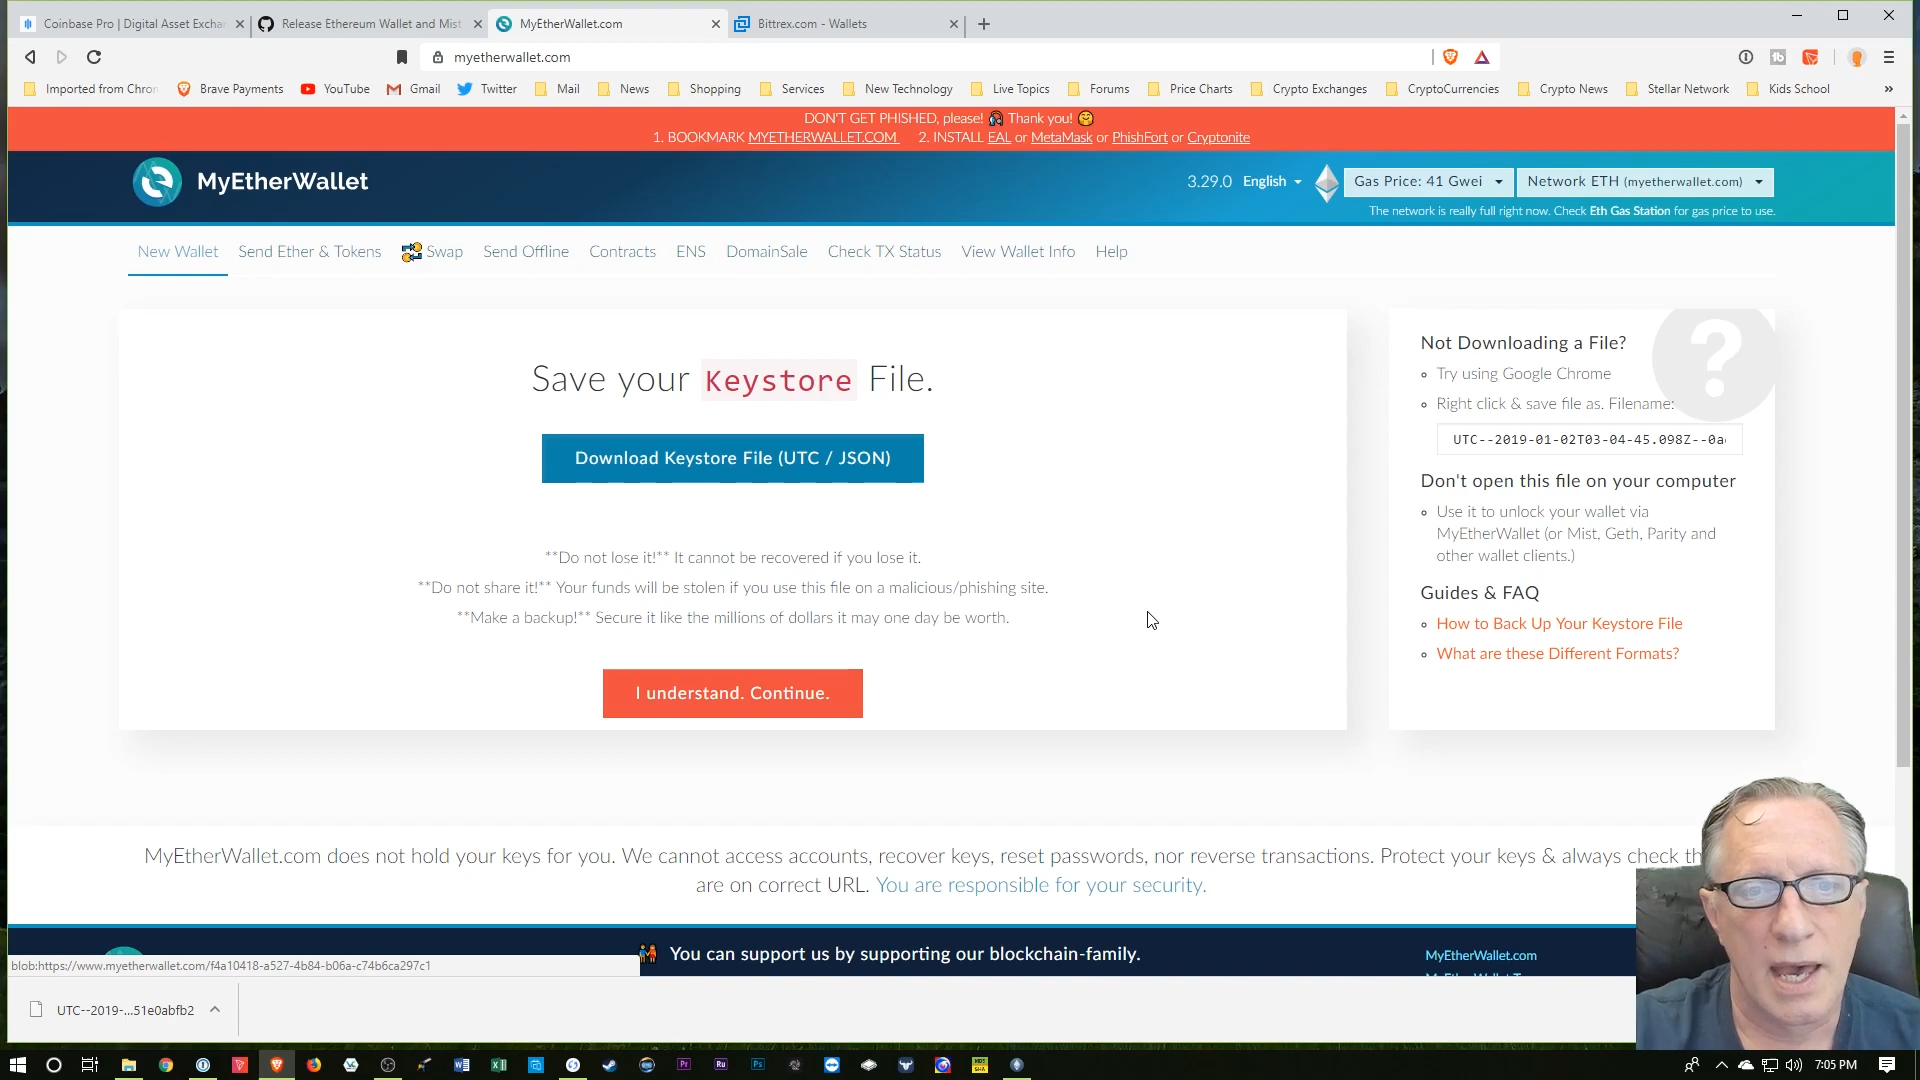 Coinbase Pro | Digital Asset Exchan
Release Ethereum Wallet and Mist
MyEtherWallet.com
Bittrex.com - Wallets
myetherwallet.com
Imported from Chron
Brave Payments
YouTube
Gmail
Twitter
Mail
News
Shopping
Services
New Technology
Live Topics
Forums
Price Charts
Crypto Exchanges
CryptoCurrencies
Crypto News
Stellar Network
Kids School
DON'T GET PHISHED, please! Thank you!
1. BOOKMARK MYETHERWALLET.COM 2. INSTALL EAL or MetaMask or PhishFort or Cryptonite
MyEtherWallet
3.29.0 English
Gas Price: 41 Gwei
Network ETH (myetherwallet.com)
The network is really full right now. Check Eth Gas Station for gas price to use.
New Wallet
Send Ether & Tokens
Swap
Send Offline
Contracts
ENS
DomainSale
Check TX Status
View Wallet Info
Help
Save your Keystore File.
Download Keystore File (UTC / JSON)
**Do not lose it!** It cannot be recovered if you lose it.
**Do not share it!** Your funds will be stolen if you use this file on a malicious/phishing site.
**Make a backup!** Secure it like the millions of dollars it may one day be worth.
I understand. Continue.
Not Downloading a File?
Try using Google Chrome
Right click & save file as. Filename:
UTC--2019-01-02T03-04-45.098Z--0a
Don't open this file on your computer
Use it to unlock your wallet via
MyEtherWallet (or Mist, Geth, Parity and
other wallet clients.)
Guides & FAQ
How to Back Up Your Keystore File
What are these Different Formats?
MyEtherWallet.com does not hold your keys for you. We cannot access accounts, recover keys, reset passwords, nor reverse transactions. Protect your keys & always check th
are on correct URL. You are responsible for your security.
You can support us by supporting our blockchain-family.
MyEtherWallet.com
blob:https://www.myetherwallet.com/f4a10418-a527-4b84-b06a-c74b6ca297c1
UTC--2019-...51e0abfb2
7:05 PM